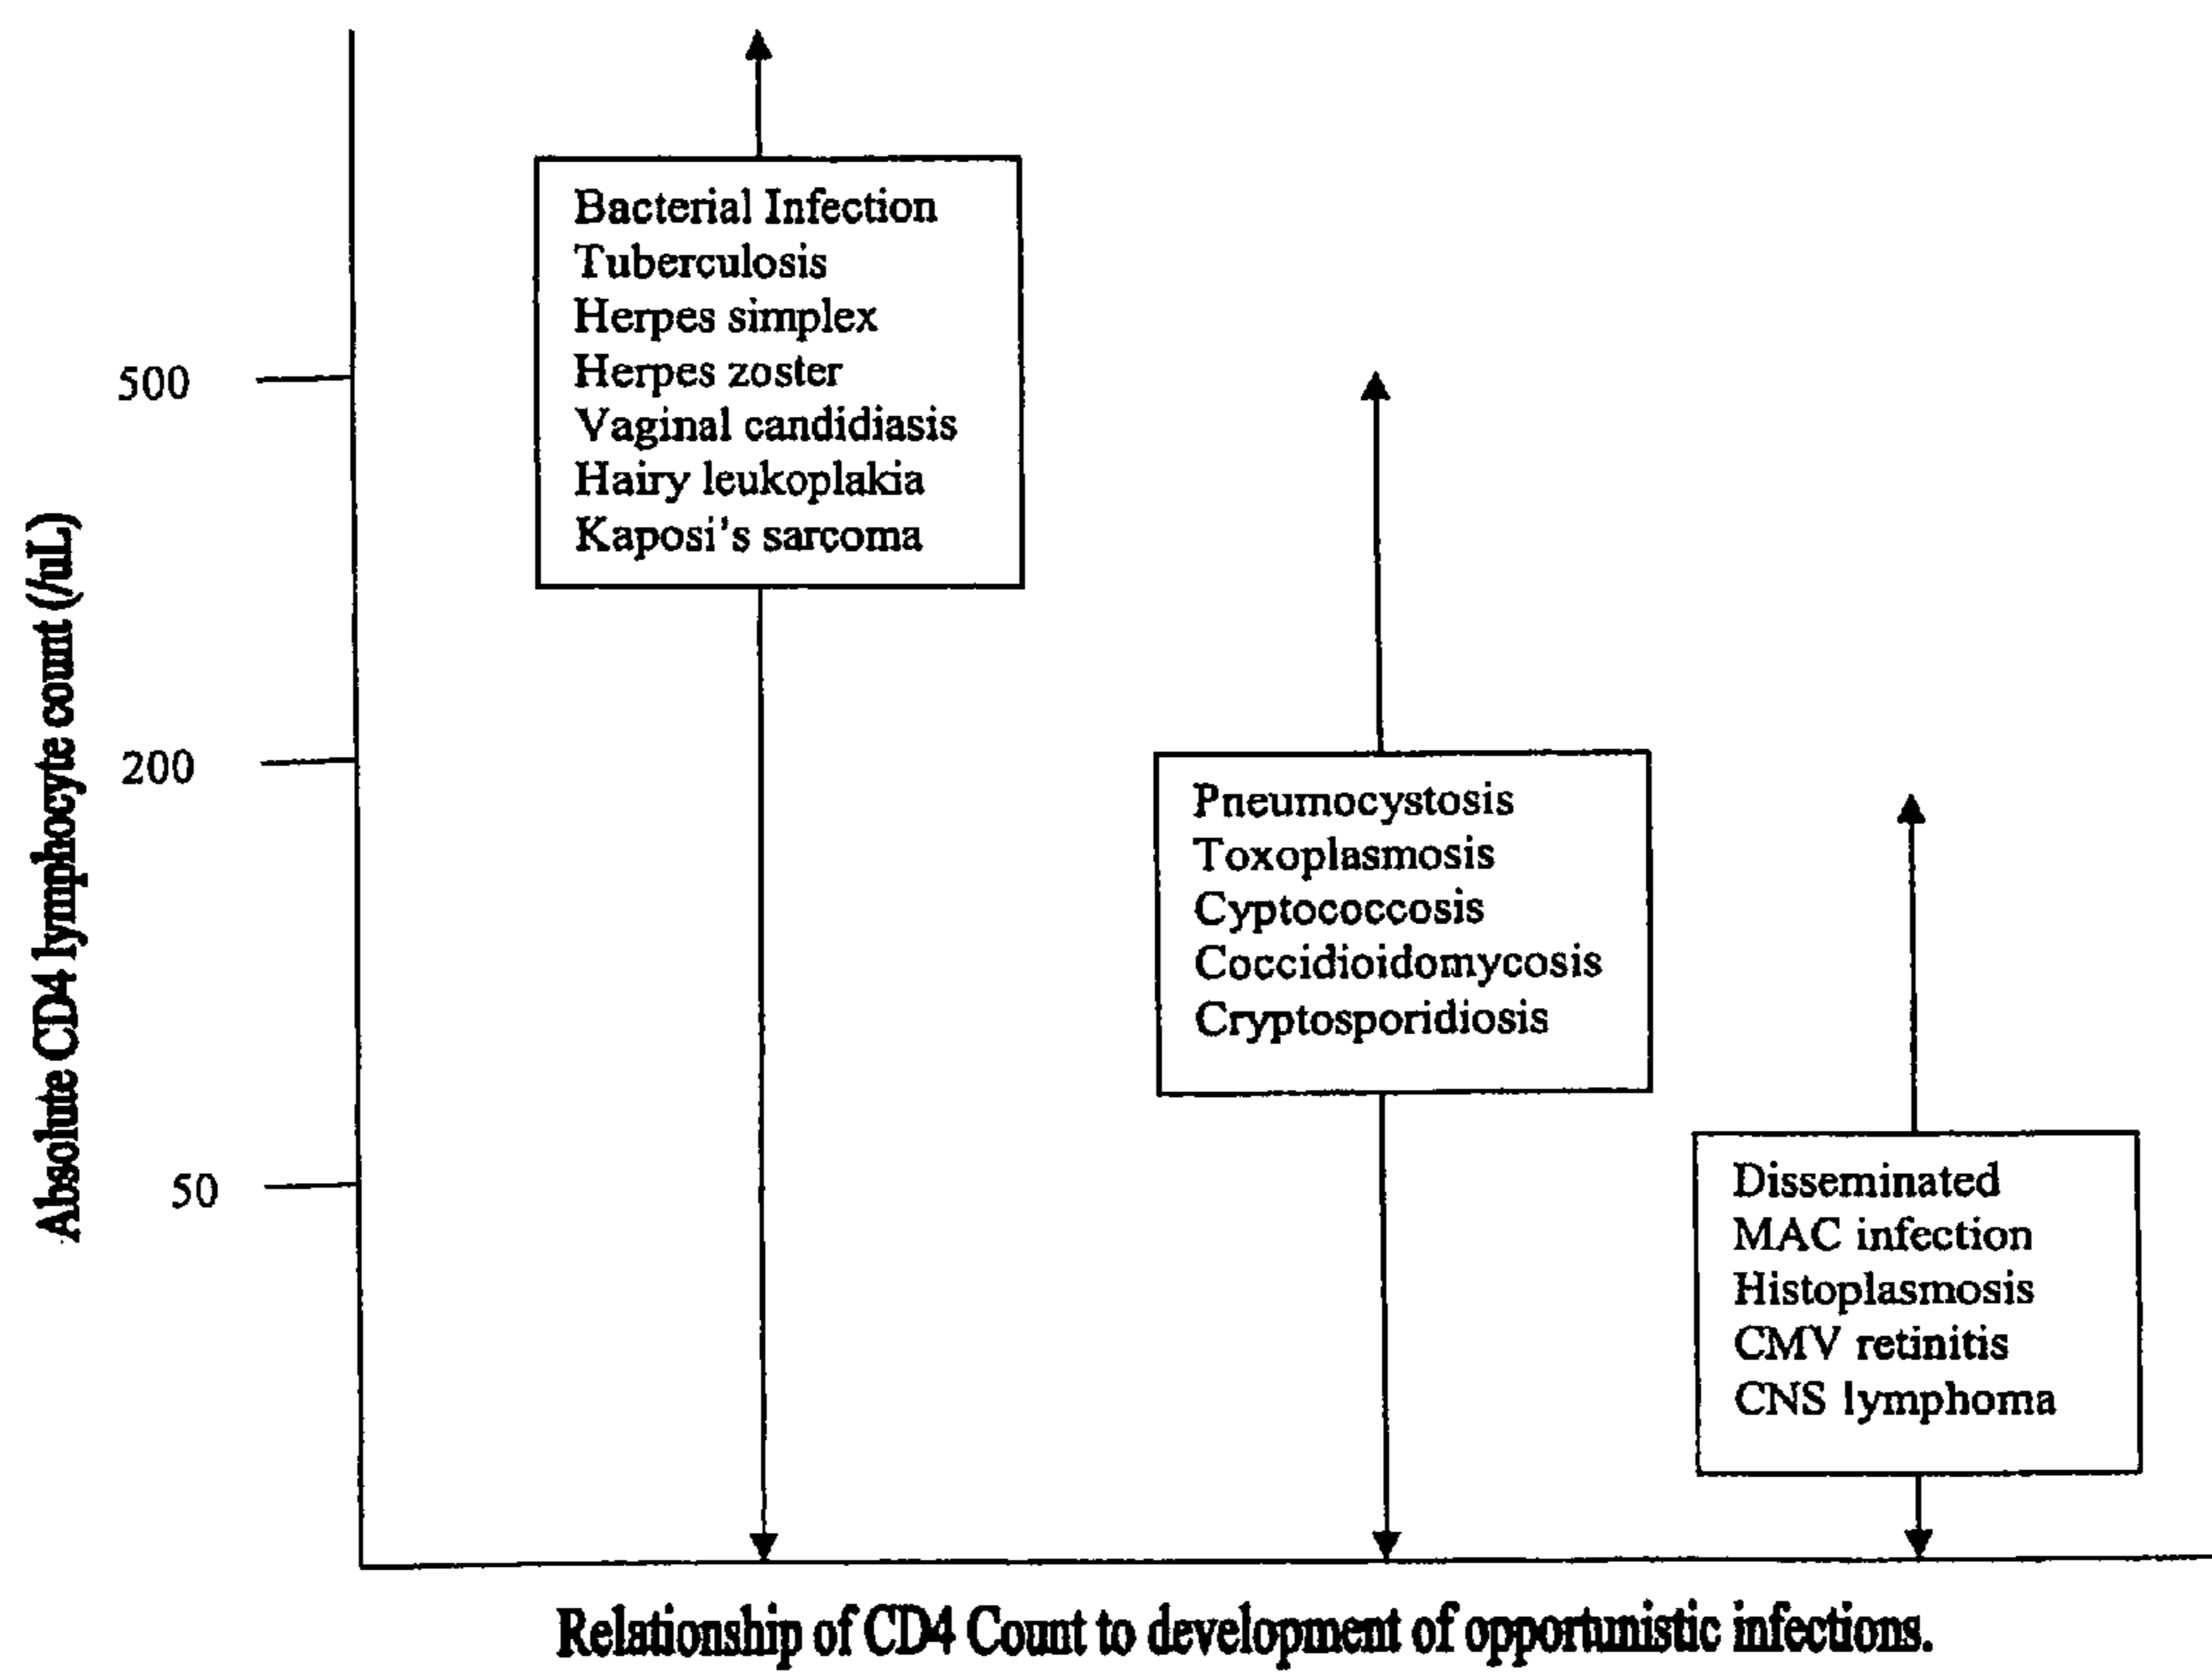 Absolute CD4 lymphocyte count (/uL)
500
200
50
Bacterial Infection
Tuberculosis
Herpes simplex
Herpes zoster
Vaginal candidiasis
Hairy leukoplakia
Kaposi's sarcoma
Pneumocystosis
Toxoplasmosis
Cyptococcosis
Coccidioidomycosis
Cryptosporidiosis
Disseminated
MAC infection
Histoplasmosis
CMV retinitis
CNS lymphoma
Relationship of CD4 Count to development of opportunistic infections.